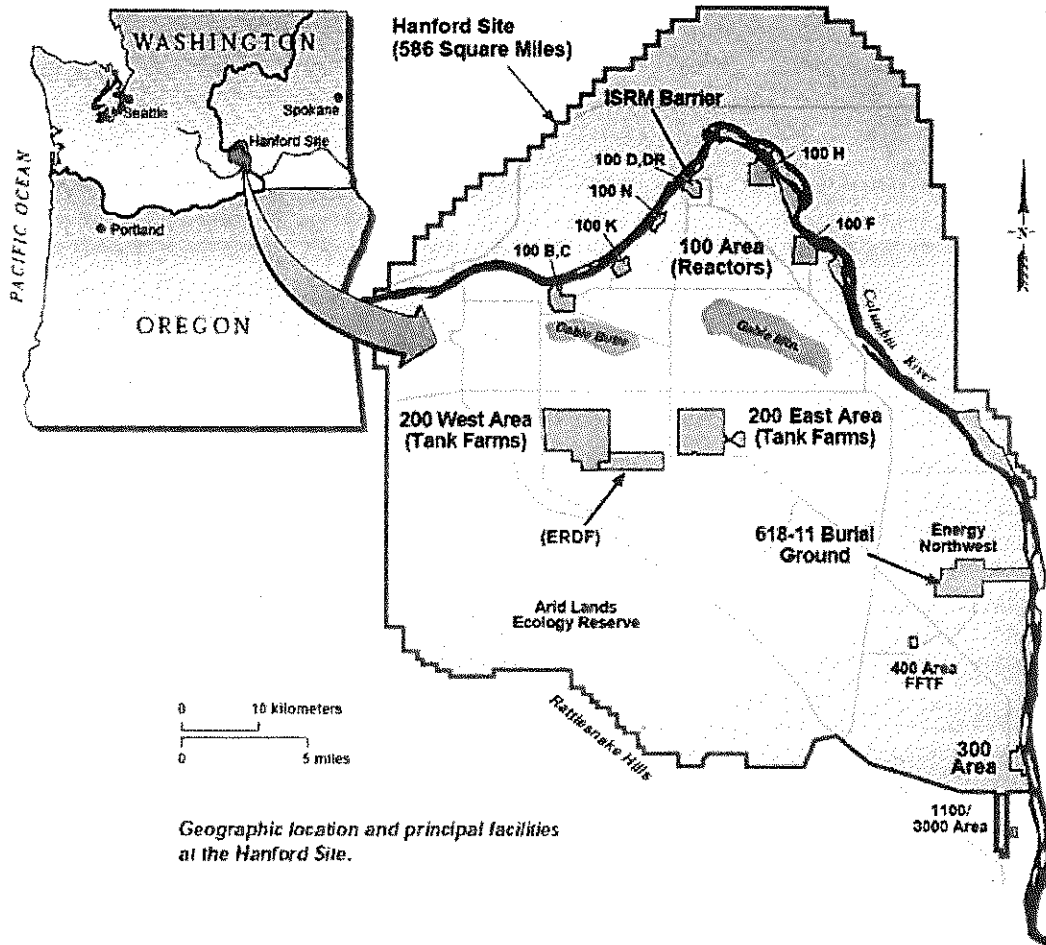 WASHINGTON
Seattle
Spokane
Hanford Site
PACIFIC OCEAN
Portland
OREGON
Hanford Site
(586 Square Miles)
ISRM Barrier
100 D,DR
100 H
100 N
100 K
100 F
100 B,C
100 Area
(Reactors)
N
Columbia River
Gable Butte
Gable Mtn.
200 West Area
(Tank Farms)
200 East Area
(Tank Farms)
(ERDF)
618-11 Burial
Ground
Energy
Northwest
Arid Lands
Ecology Reserve
400 Area
FFTF
0 10 kilometers
0 5 miles
Rattlesnake Hills
300
Area
1100/
3000 Area
Geographic location and principal facilities
at the Hanford Site.